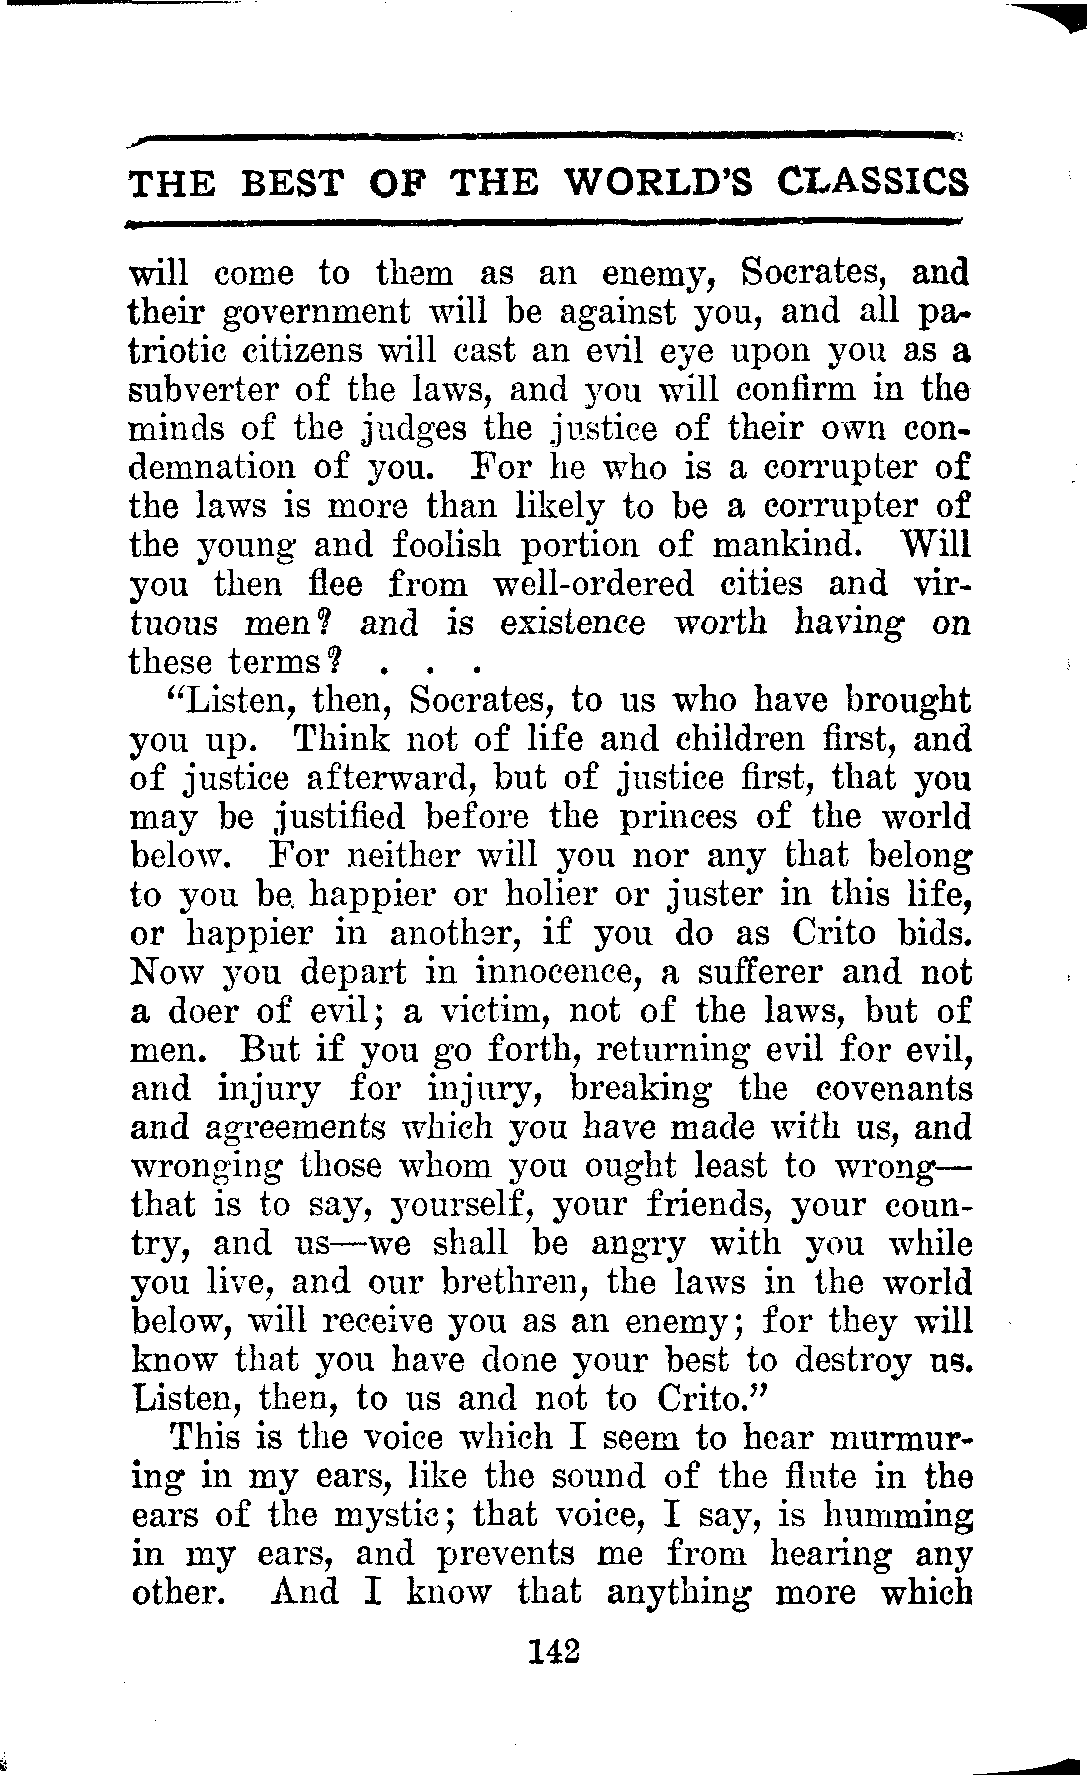 THE BEST OF THE WORLD'S CLASSICS
will come to them as an enemy, Socrates, and
their government will be against you, and all pa-
triotic citizens will cast an evil eye upon you as a
subverter of the laws, and you will confirm in the
minds of the judges the justice of their own con-
demnation of you. For he who is a corrupter of
the laws is more than likely to be a corrupter of
the young and foolish portion of mankind. Will
you then flee from well-ordered cities and vir-
tuous men? and is existence worth having on
these terms? . . .
"Listen, then, Socrates, to us who have brought
you up. Think not of life and children first, and
of justice afterward, but of justice first, that you
may be justified before the princes of the world
below. For neither will you nor any that belong
to you be happier or holier or juster in this life,
or happier in another, if you do as Crito bids.
Now you depart in innocence, a sufferer and not
a doer of evil; a victim, not of the laws, but of
men. But if you go forth, returning evil for evil,
and injury for injury, breaking the covenants
and agreements which you have made with us, and
wronging those whom you ought least to wrong—
that is to say, yourself, your friends, your coun-
try, and us—we shall be angry with you while
you live, and our brethren, the laws in the world
below, will receive you as an enemy; for they will
know that you have done your best to destroy us.
Listen, then, to us and not to Crito."
This is the voice which I seem to hear murmur-
ing in my ears, like the sound of the flute in the
ears of the mystic; that voice, I say, is humming
in my ears, and prevents me from hearing any
other. And I know that anything more which
142